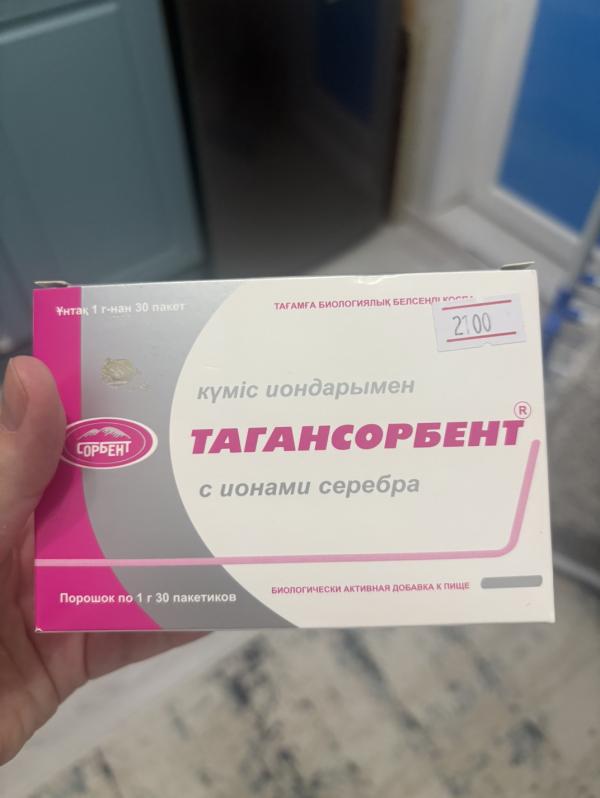 Ұнтақ 1 г-нан 30 пакет
ТАҒАМҒА БИОЛОГИЯЛЫҚ БЕЛСЕНДІ ҚОСПА
2100
күміс иондарымен
СОРБЕНТ
ТАГАНСОРБЕНТ®
с ионами серебра
Порошок по 1 г 30 пакетиков
БИОЛОГИЧЕСКИ АКТИВНАЯ ДОБАВКА К ПИЩЕ